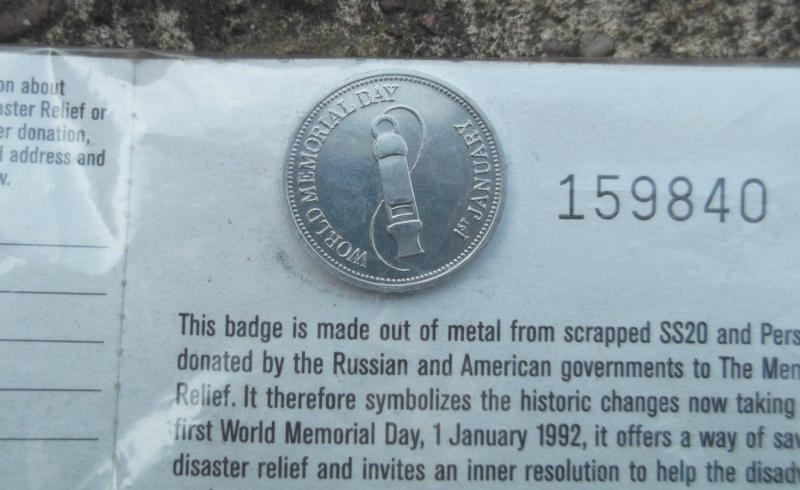 on about
aster Relief or
er donation,
l address and
w.
WORLD MEMORIAL DAY
1ST JANUARY
159840
This badge is made out of metal from scrapped SS20 and Pers
donated by the Russian and American governments to The Mem
Relief. It therefore symbolizes the historic changes now taking
first World Memorial Day, 1 January 1992, it offers a way of sav
disaster relief and invites an inner resolution to help the disadv